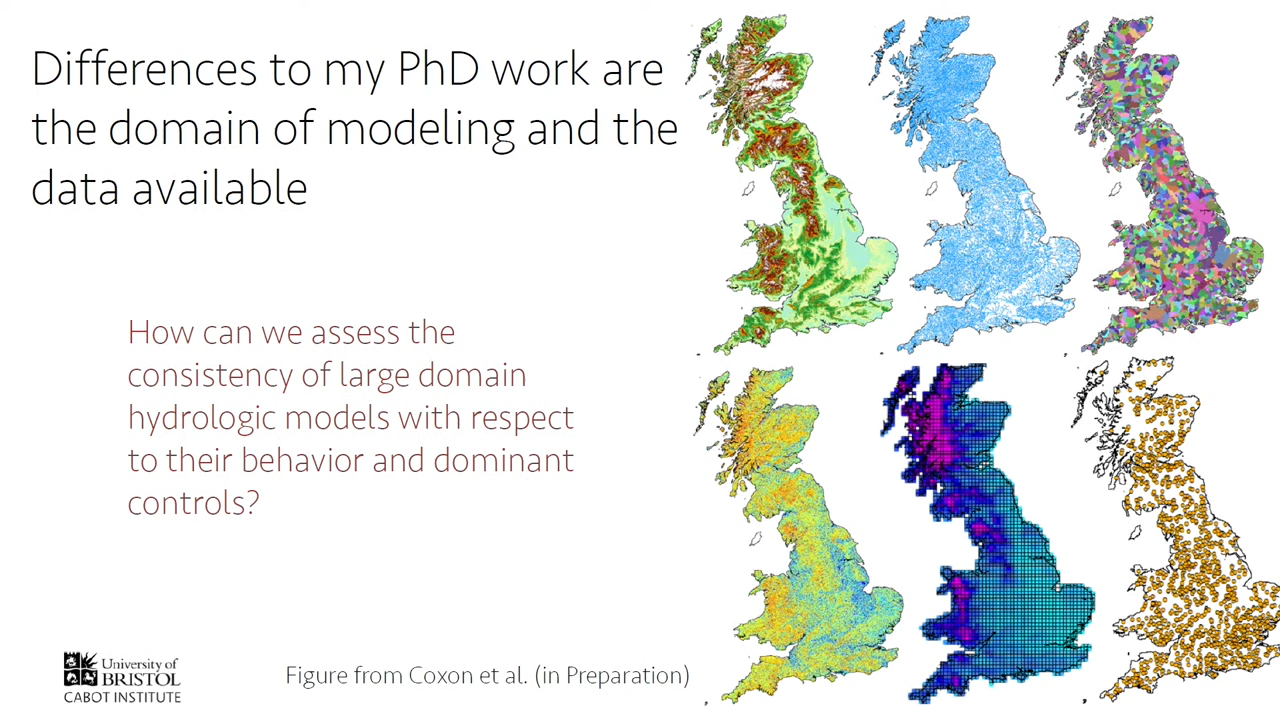 Differences to my PhD work are
the domain of modeling and the
data available
How can we assess the
consistency of large domain
hydrologic models with respect
to their behavior and dominant
controls?
University of
BRISTOL
CABOT INSTITUTE
Figure from Coxon et al. (in Preparation)